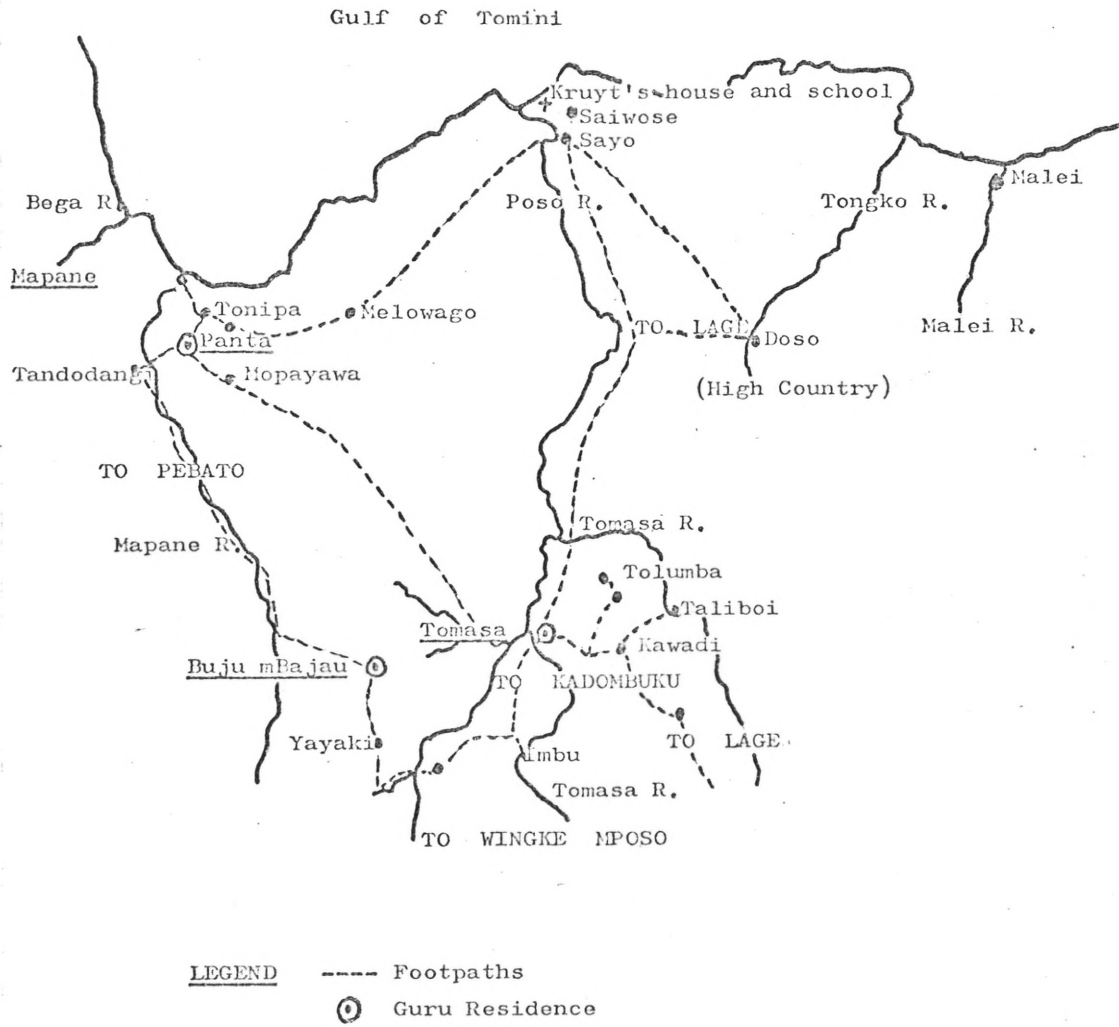 Gulf of Tomini
Kruyt's house and school
Saiwose
Sayo
Malei
Bega R.
Poso R.
Tongko R.
Mapane
Tonipa
Melowago
Malei R.
Panta
TO LAGE
Doso
Tandodangi
Mopayawa
(High Country)
TO PEBATO
Tomasa R.
Mapane R.
Tolumba
Taliboi
Tomasa
Kawadi
Buju mBajau
TO KADOMBUKU
Yayaki
Imbu
TO LAGE
Tomasa R.
TO WINGKE MPOSO
LEGEND ---- Footpaths
Guru Residence